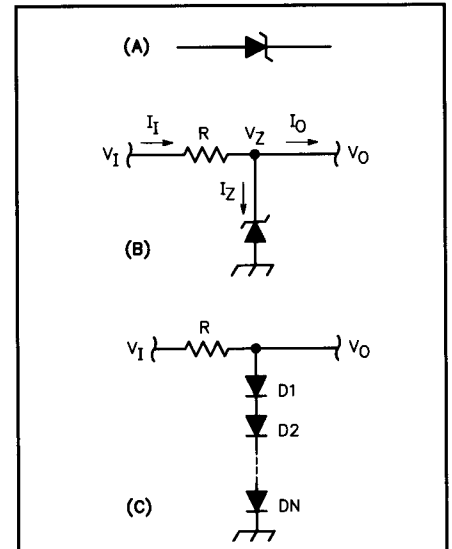 (A)
I_I R V_Z I_O
V_I V_O
I_Z
(B)
R
V_I V_O
D1
D2
DN
(C)